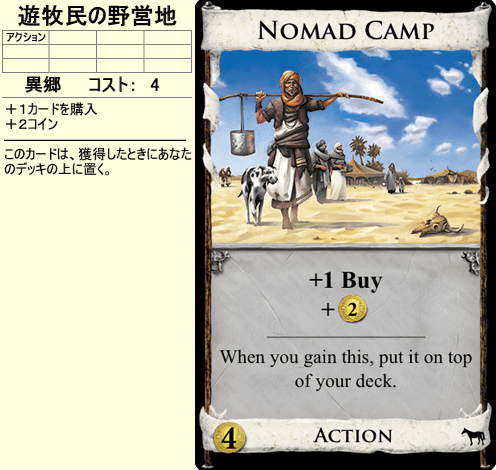 遊牧民の野営地
アクション
異郷 コスト: 4
+1カードを購入
+2コイン
このカードは、獲得したときにあなた
のデッキの上に置く。
NOMAD CAMP
+1 Buy
+ 2
When you gain this, put it on top
of your deck.
4 ACTION